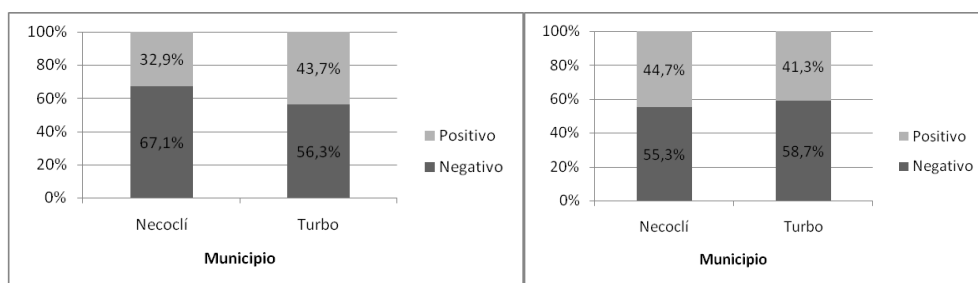 100%
80%
60%
40%
20%
0%
32,9%
43,7%
67,1%
56,3%
Positivo
Negativo
Necoclí
Turbo
Municipio
100%
80%
60%
40%
20%
0%
44,7%
41,3%
55,3%
58,7%
Positivo
Negativo
Necoclí
Turbo
Municipio